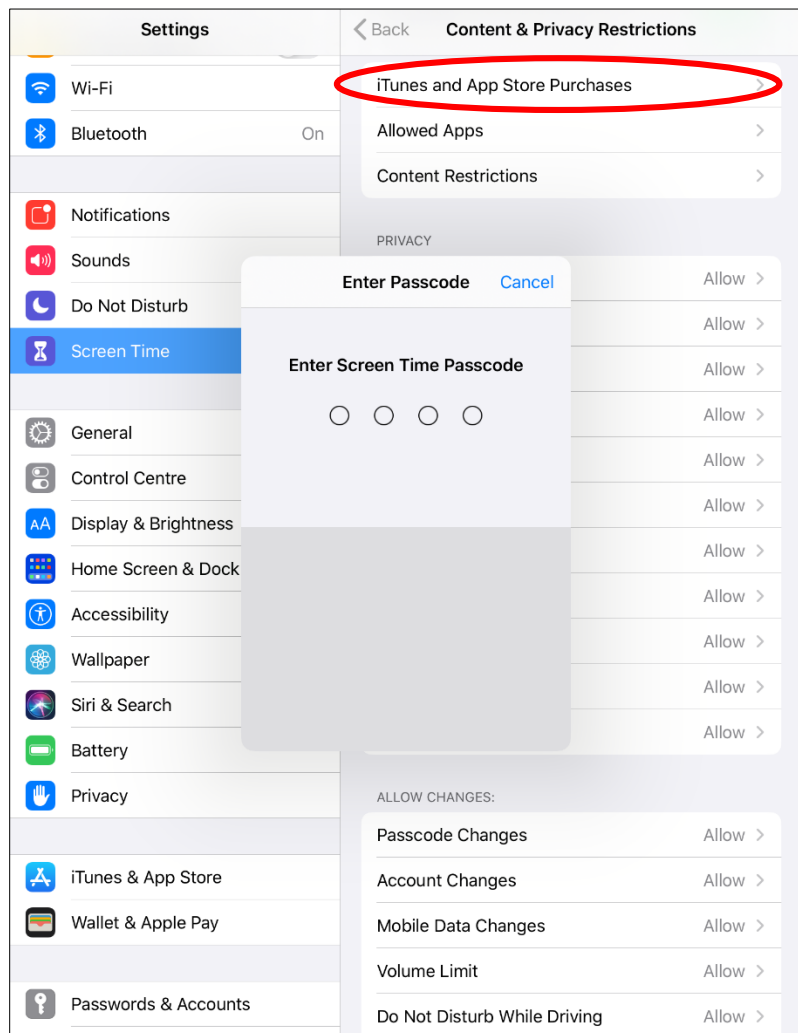 Settings
Wi-Fi
Bluetooth On
Notifications
Sounds
Do Not Disturb
Screen Time
General
Control Centre
AA Display & Brightness
Home Screen & Dock
Accessibility
Wallpaper
Siri & Search
Battery
Privacy
iTunes & App Store
Wallet & Apple Pay
Passwords & Accounts
Back Content & Privacy Restrictions
iTunes and App Store Purchases
Allowed Apps
Content Restrictions
PRIVACY
Allow
Allow
Allow
Allow
Allow
Allow
Allow
Allow
Allow
Allow
Allow
ALLOW CHANGES:
Passcode Changes Allow
Account Changes Allow
Mobile Data Changes Allow
Volume Limit Allow
Do Not Disturb While Driving Allow
Enter Passcode Cancel
Enter Screen Time Passcode